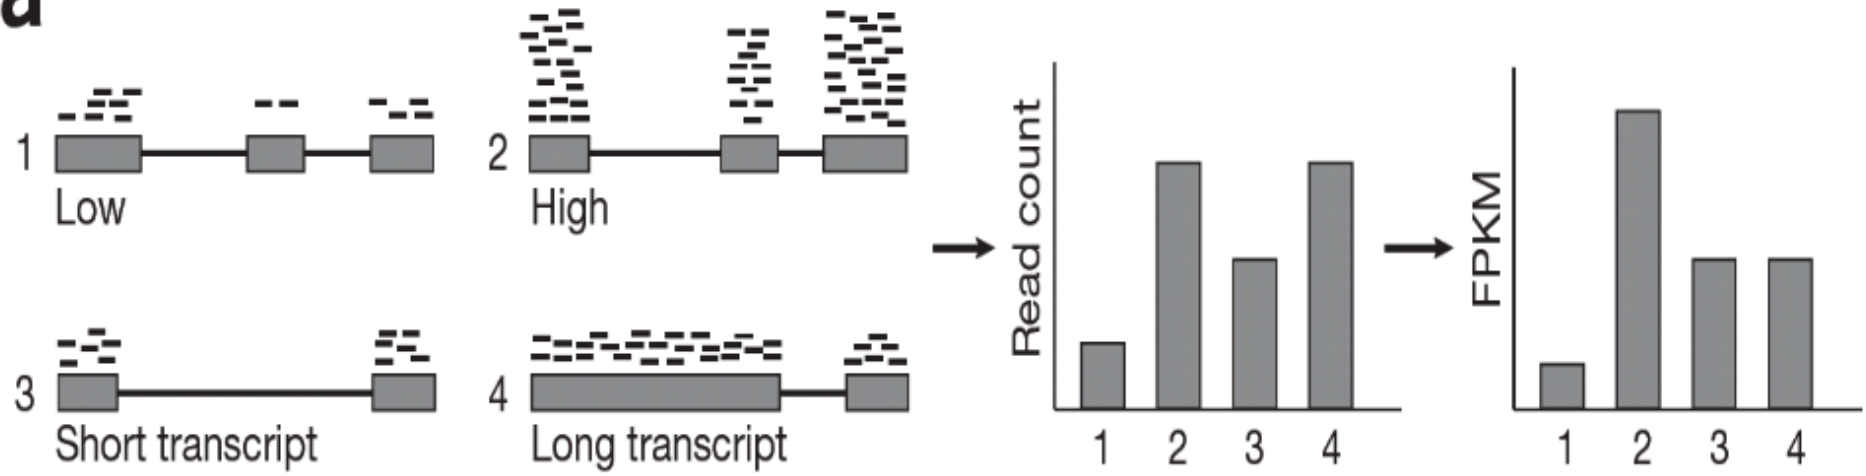 a
1
Low
2
High
3
Short transcript
4
Long transcript
Read count
1 2 3 4
FPKM
1 2 3 4